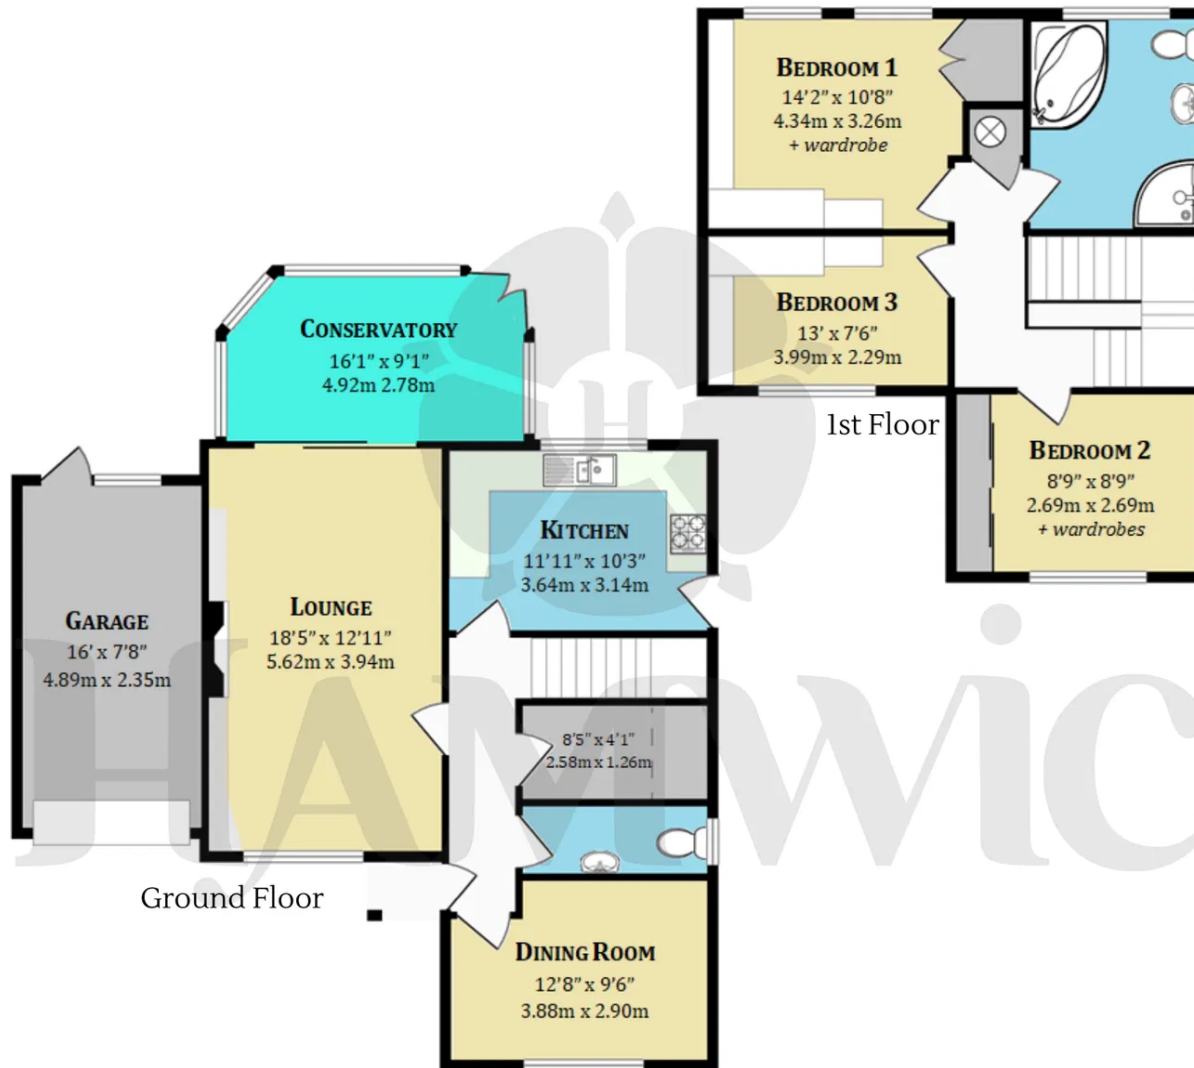 BEDROOM 1
14'2" x 10'8"
4.34m x 3.26m
+ wardrobe
BEDROOM 3
13' x 7'6"
3.99m x 2.29m
1st Floor
BEDROOM 2
8'9" x 8'9"
2.69m x 2.69m
+ wardrobes
CONSERVATORY
16'1" x 9'1"
4.92m 2.78m
KITCHEN
11'11" x 10'3"
3.64m x 3.14m
LOUNGE
18'5" x 12'11"
5.62m x 3.94m
GARAGE
16' x 7'8"
4.89m x 2.35m
8'5" x 4'1"
2.58m x 1.26m
Ground Floor
DINING ROOM
12'8" x 9'6"
3.88m x 2.90m
H
HAMWIC